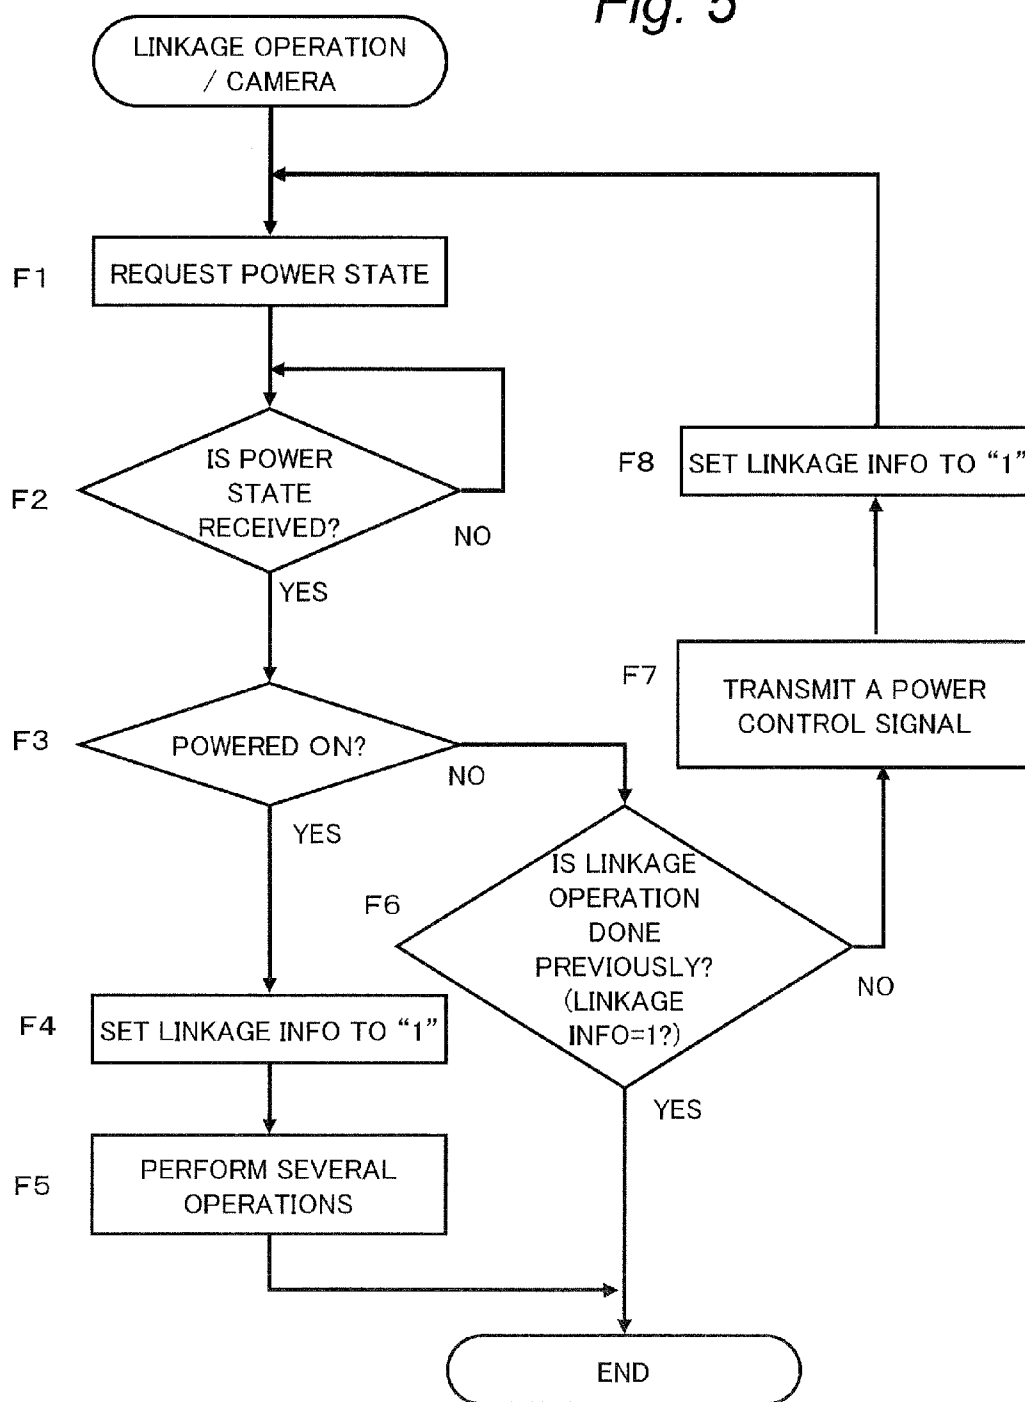 Fig. 5
LINKAGE OPERATION
/ CAMERA
F1
REQUEST POWER STATE
F2
IS POWER
STATE
RECEIVED?
NO
YES
F3
POWERED ON?
NO
YES
F4
SET LINKAGE INFO TO “1”
F5
PERFORM SEVERAL
OPERATIONS
F6
IS LINKAGE
OPERATION
DONE
PREVIOUSLY?
(LINKAGE
INFO=1?)
NO
YES
F7
TRANSMIT A POWER
CONTROL SIGNAL
F8
SET LINKAGE INFO TO “1”
END